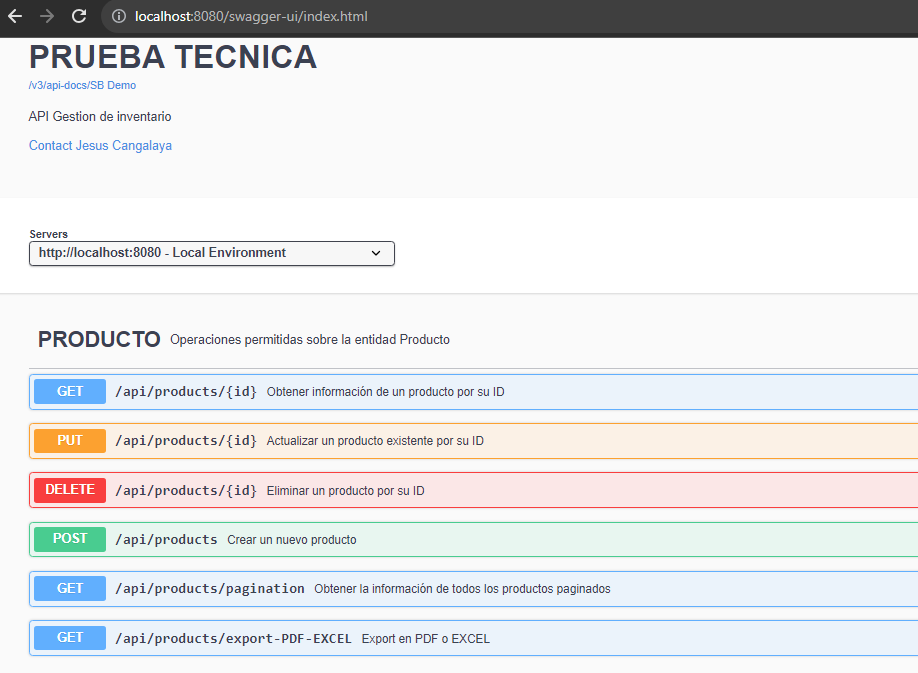 localhost:8080/swagger-ui/index.html
PRUEBA TECNICA
/v3/api-docs/SB Demo
API Gestion de inventario
Contact Jesus Cangalaya
Servers
http://localhost:8080 - Local Environment
PRODUCTO Operaciones permitidas sobre la entidad Producto
GET /api/products/{id} Obtener información de un producto por su ID
PUT /api/products/{id} Actualizar un producto existente por su ID
DELETE /api/products/{id} Eliminar un producto por su ID
POST /api/products Crear un nuevo producto
GET /api/products/pagination Obtener la información de todos los productos paginados
GET /api/products/export-PDF-EXCEL Export en PDF o EXCEL